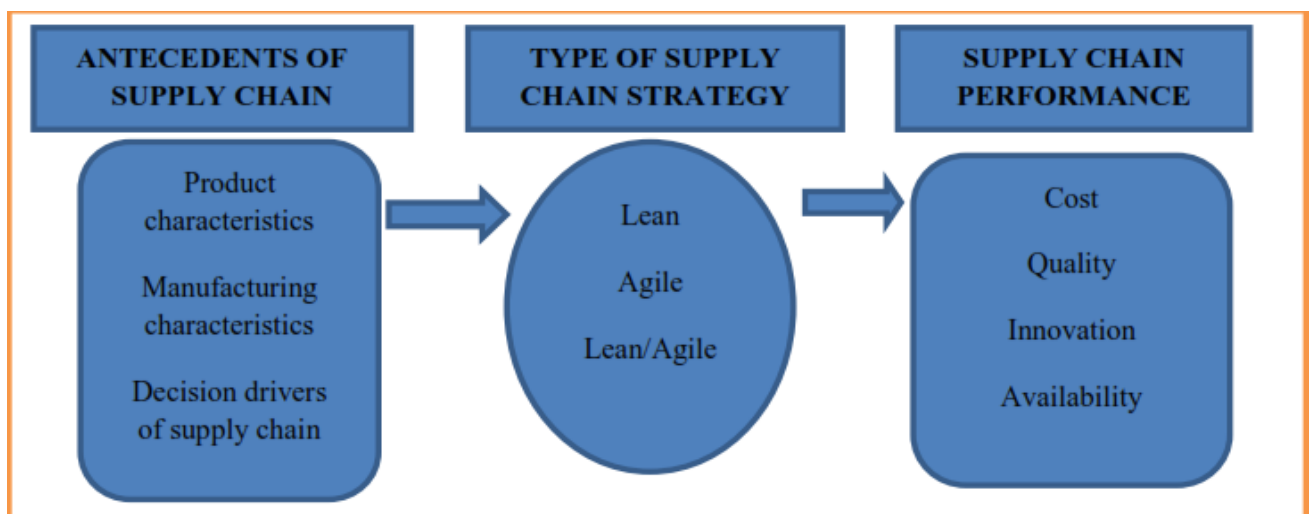 ANTECEDENTS OF
SUPPLY CHAIN
TYPE OF SUPPLY
CHAIN STRATEGY
SUPPLY CHAIN
PERFORMANCE
Product
characteristics
Manufacturing
characteristics
Decision drivers
of supply chain
Lean
Agile
Lean/Agile
Cost
Quality
Innovation
Availability